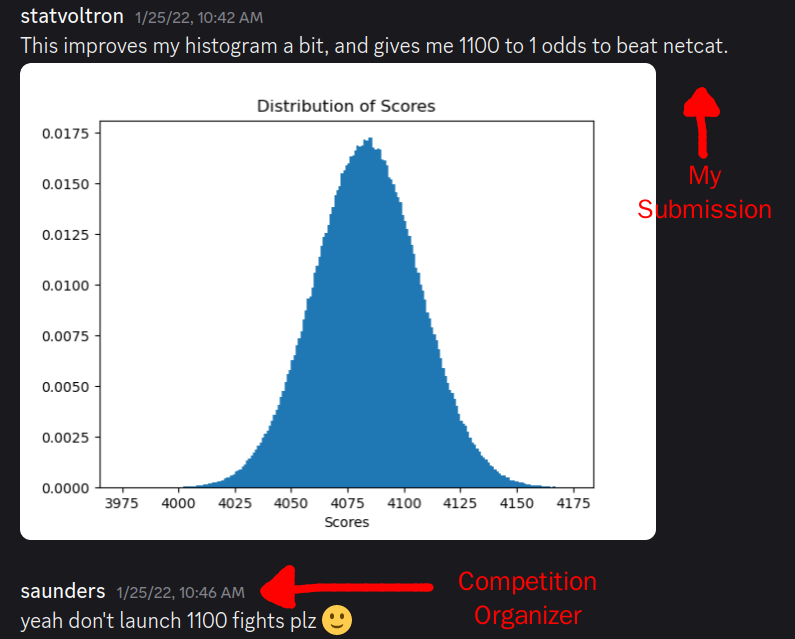 statvoltron 1/25/22, 10:42 AM
This improves my histogram a bit, and gives me 1100 to 1 odds to beat netcat.
Distribution of Scores
0.0175
0.0150
0.0125
0.0100
0.0075
0.0050
0.0025
0.0000
3975 4000 4025 4050 4075 4100 4125 4150 4175
Scores
My
Submission
saunders 1/25/22, 10:46 AM
yeah don't launch 1100 fights plz 🙂
Competition
Organizer